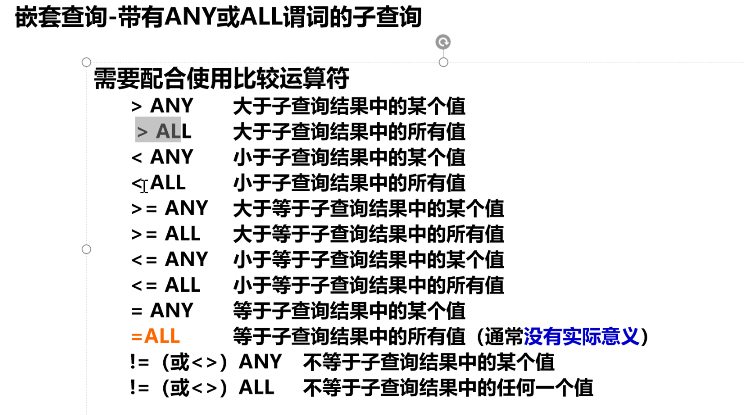 嵌套查询-带有ANY或ALL谓词的子查询
需要配合使用比较运算符
> ANY 大于子查询结果中的某个值
> ALL 大于子查询结果中的所有值
< ANY 小于子查询结果中的某个值
< ALL 小于子查询结果中的所有值
>= ANY 大于等于子查询结果中的某个值
>= ALL 大于等于子查询结果中的所有值
<= ANY 小于等于子查询结果中的某个值
<= ALL 小于等于子查询结果中的所有值
= ANY 等于子查询结果中的某个值
=ALL 等于子查询结果中的所有值（通常没有实际意义）
!=（或<>）ANY 不等于子查询结果中的某个值
!=（或<>）ALL 不等于子查询结果中的任何一个值